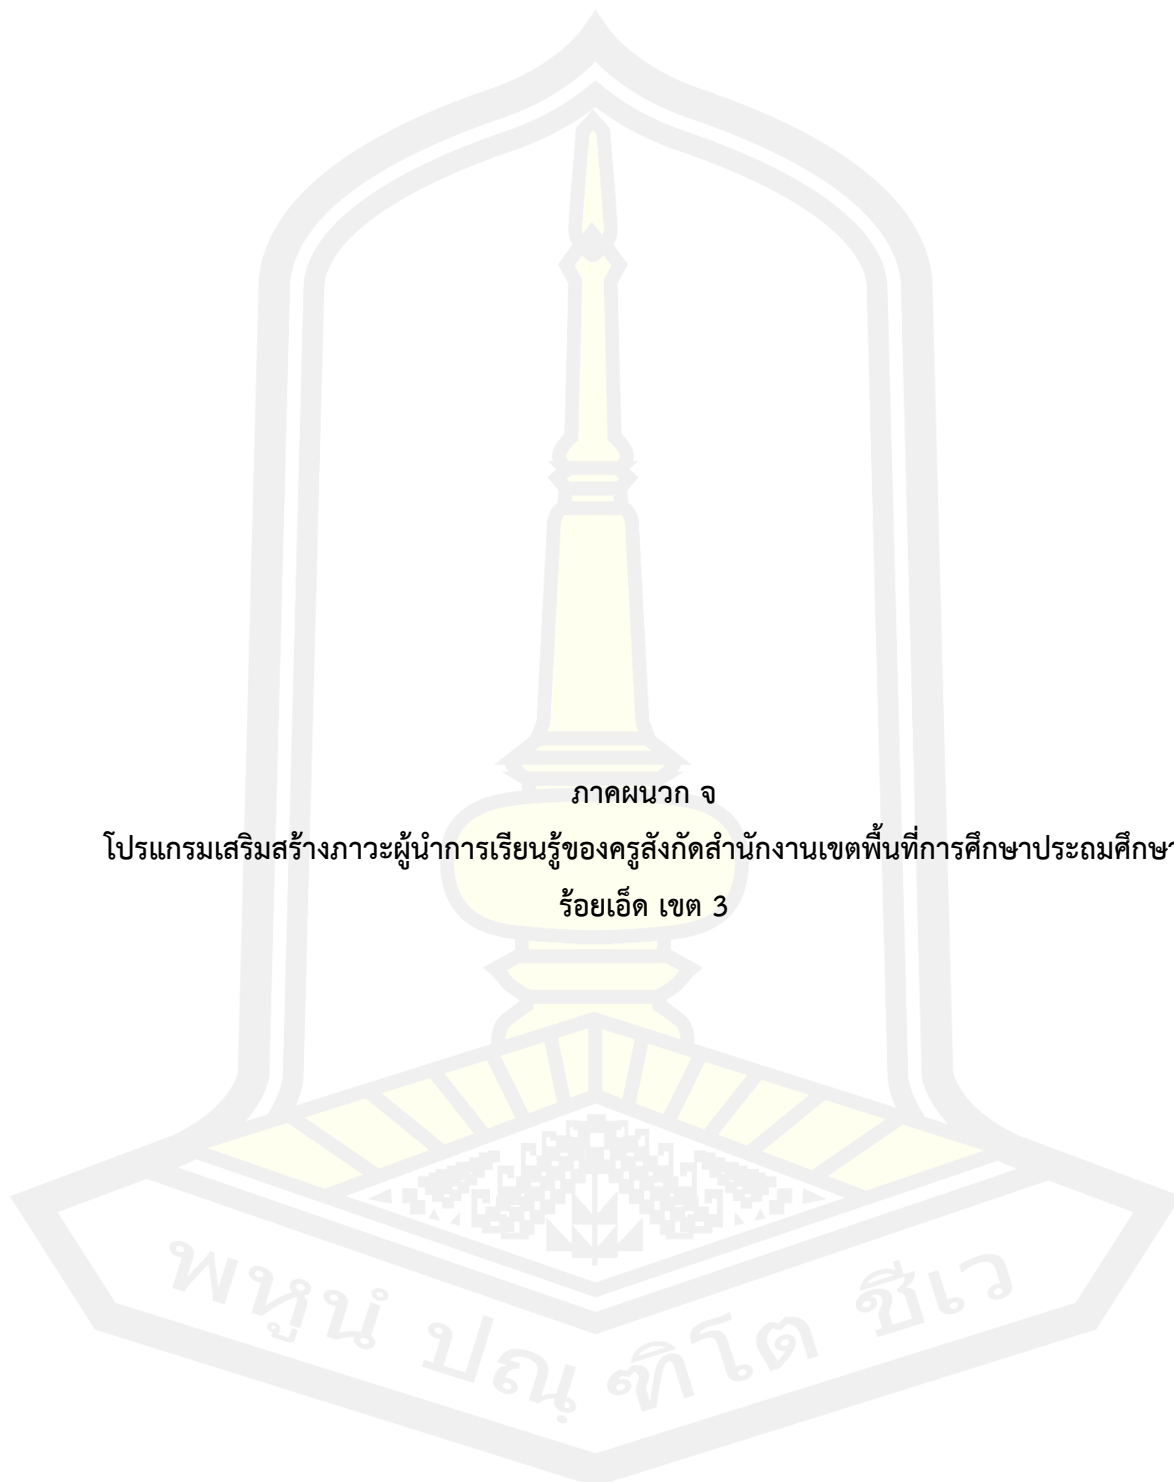 ภาคผนวก จ
โปรแกรมเสริมสร้างภาวะผู้นำการเรียนรู้ของครูสังกัดสำนักงานเขตพื้นที่การศึกษาประถมศึกษา
ร้อยเอ็ด เขต 3
พหูนํ ปณฺฑิโต ชีเว